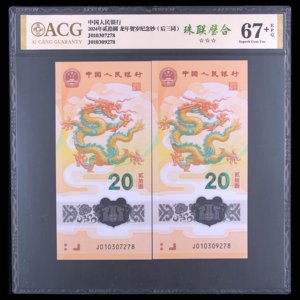 ACG
AI CANG GUARANTY
中国人民银行
2024年贰拾圆 龙年贺岁纪念钞（后三同）
J010307278
J010309278
珠联璧合
☆☆☆
67+
EPQ
Superb Gem Unc
中国人民银行
20
贰拾圆
J010307278
中国人民银行
20
贰拾圆
J010309278